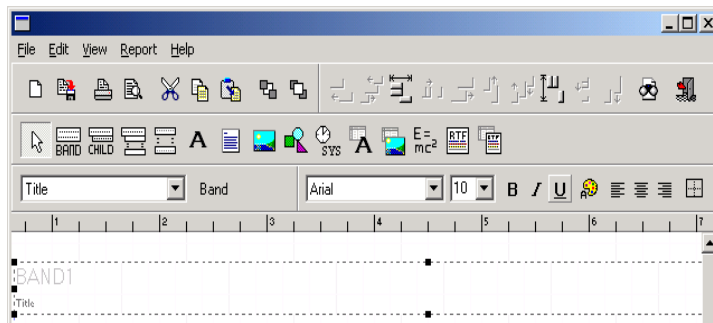 File Edit View Report Help
BAND CHILD A SYS A E= mc² RTF
Title Band Arial 10 B I U A
1 2 3 4 5 6 7
BAND1
Title